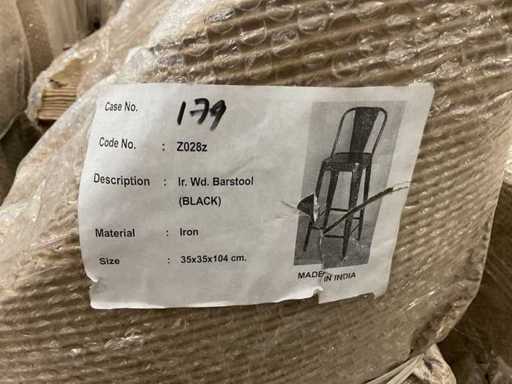 Case No. 179
Code No. : Z028z
Description : Ir. Wd. Barstool
(BLACK)
Material : Iron
Size : 35x35x104 cm.
MADE IN INDIA